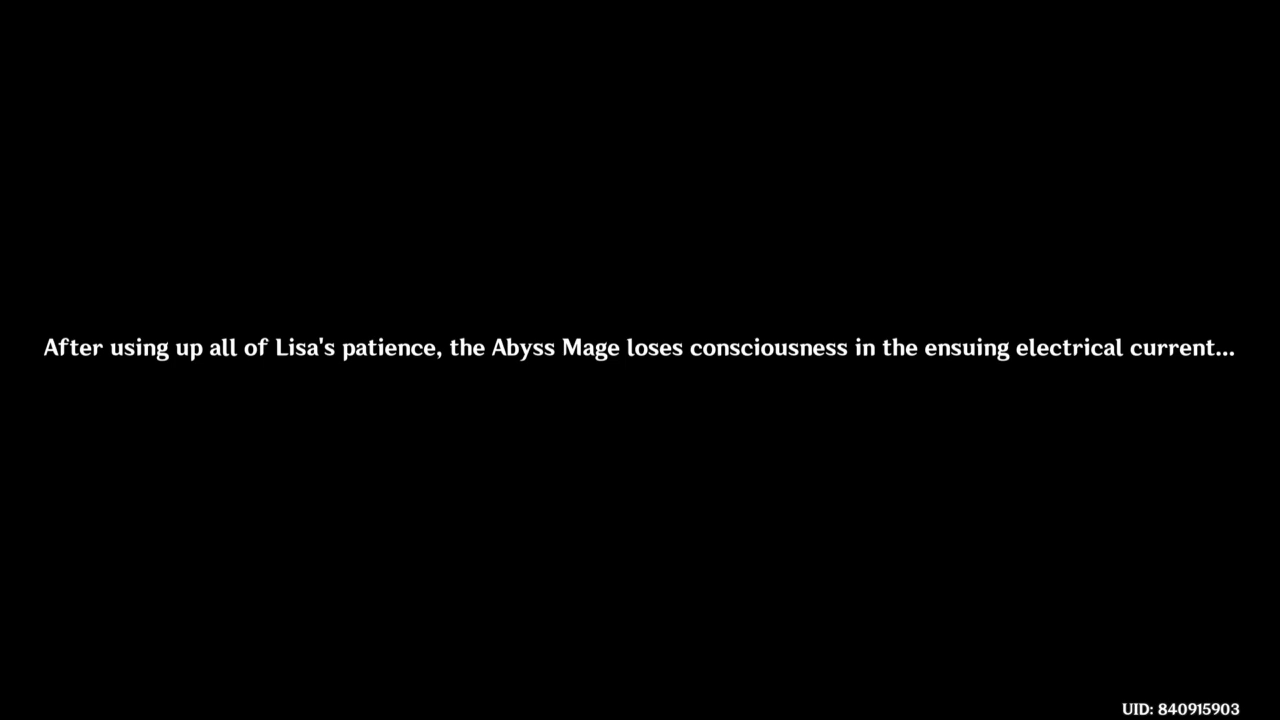 After using up all of Lisa's patience, the Abyss Mage loses consciousness in the ensuing electrical current...
UID: 840915903